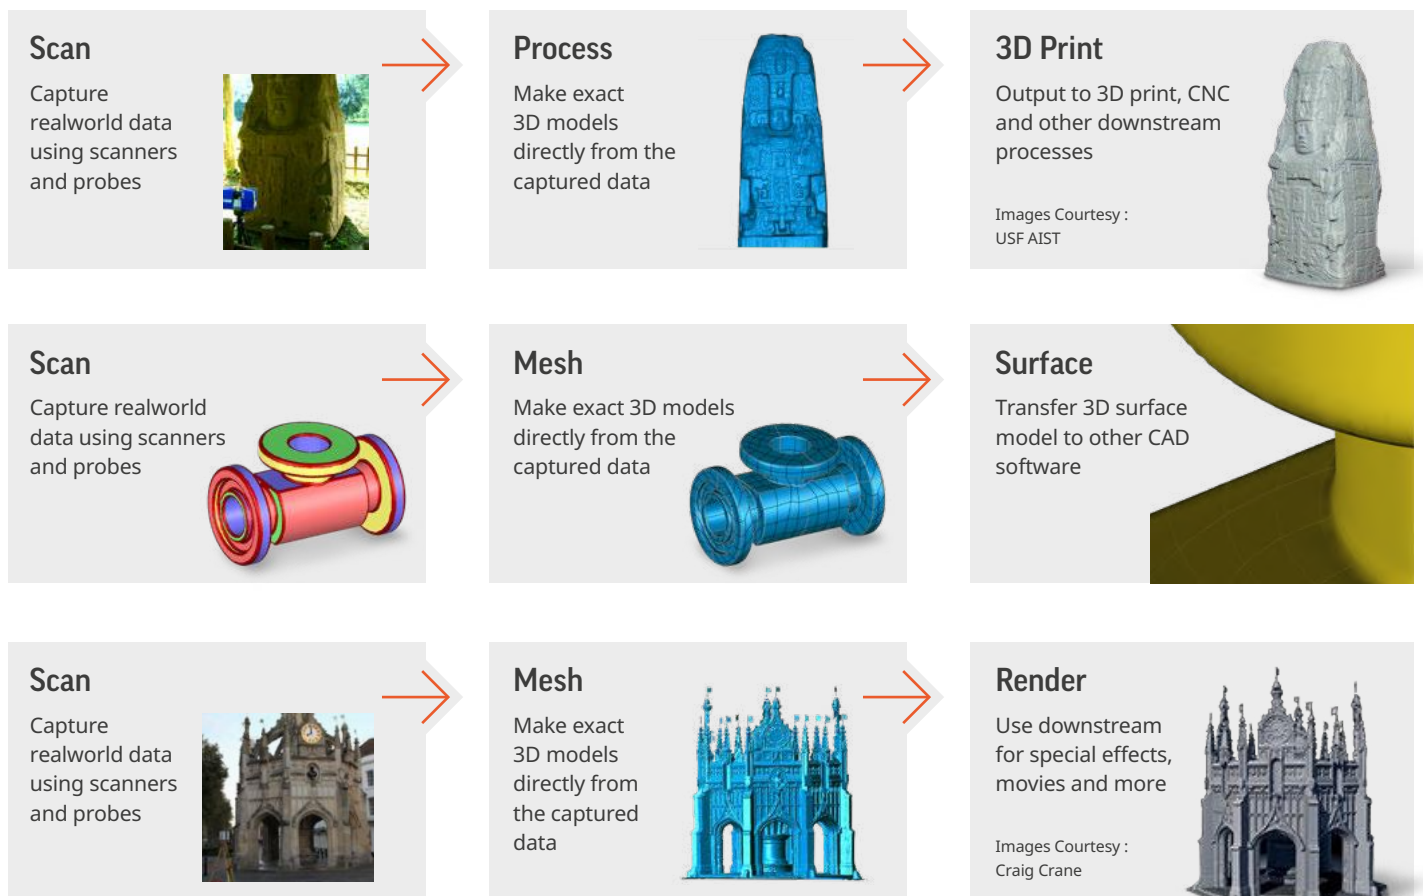 Scan
Capture
realworld data
using scanners
and probes
Process
Make exact
3D models
directly from the
captured data
3D Print
Output to 3D print, CNC
and other downstream
processes
Images Courtesy :
USF AIST
Scan
Capture realworld
data using scanners
and probes
Mesh
Make exact 3D models
directly from the
captured data
Surface
Transfer 3D surface
model to other CAD
software
Scan
Capture
realworld data
using scanners
and probes
Mesh
Make exact
3D models
directly from
the captured
data
Render
Use downstream
for special effects,
movies and more
Images Courtesy :
Craig Crane